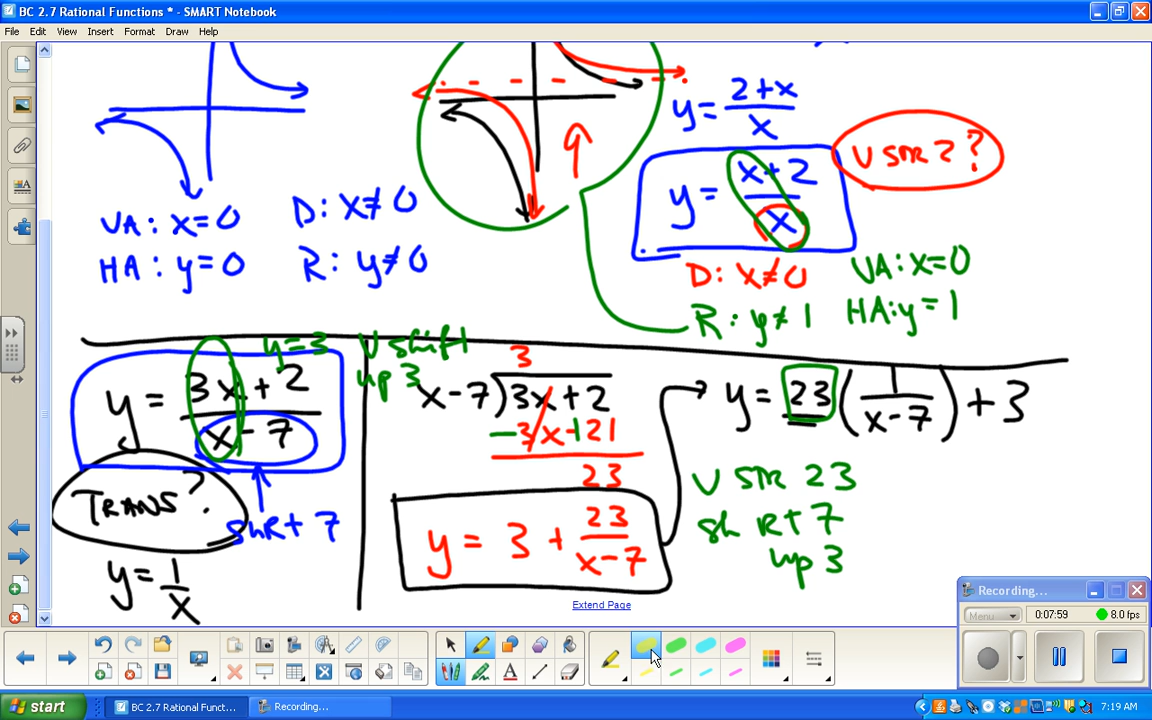 BC 2.7 Rational Functions * - SMART Notebook
File Edit View Insert Format Draw Help
y = 2+x/x
y = x+2/x
V STR 2?
VA: x=0
D: x≠0
HA: y=0
R: y≠0
D: x≠0
VA: x=0
R: y≠1
HA: y=1
y=3 V shift
up 3
y = 3x+2/x-7
3
x-7)3x+2
-3x+21
23
y = 23(1/x-7)+3
TRANS?
sh Rt 7
y = 1/x
y = 3 + 23/x-7
V STR 23
sh Rt 7
up 3
Extend Page
Recording...
Menu
0:07:59
8.0 fps
start
BC 2.7 Rational Funct...
Recording...
7:19 AM